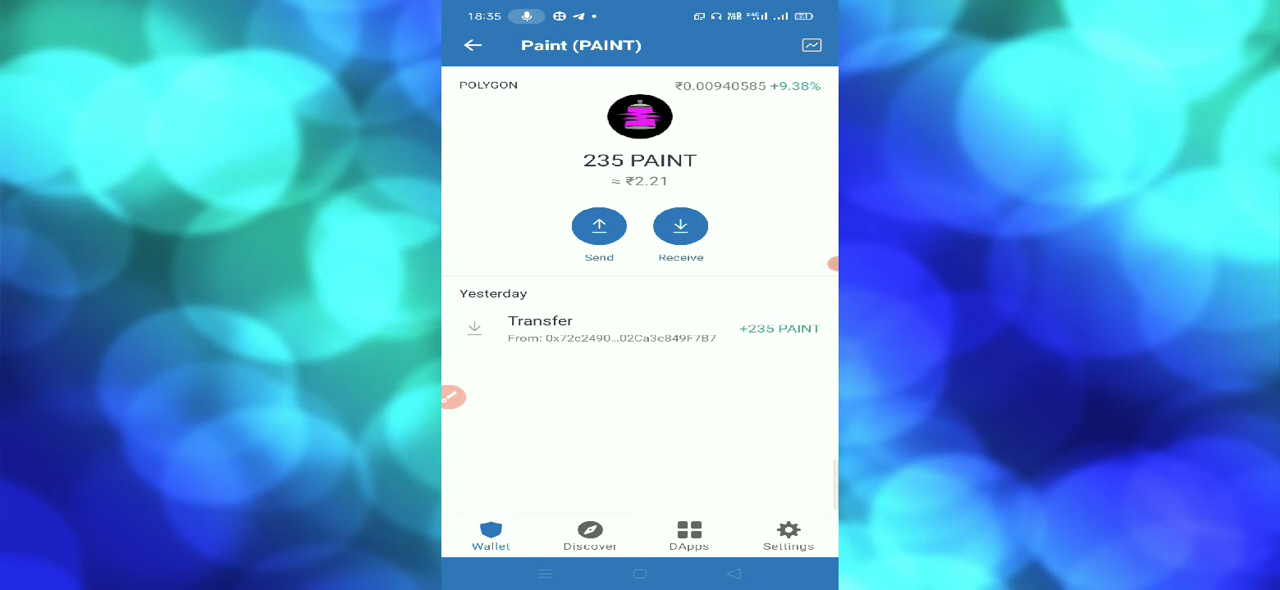 18:35
Paint (PAINT)
POLYGON
₹0.00940585 +9.38%
235 PAINT
≈ ₹2.21
Send
Receive
Yesterday
Transfer
+235 PAINT
From: 0x72c2490...02Ca3c849F7B7
Wallet
Discover
DApps
Settings